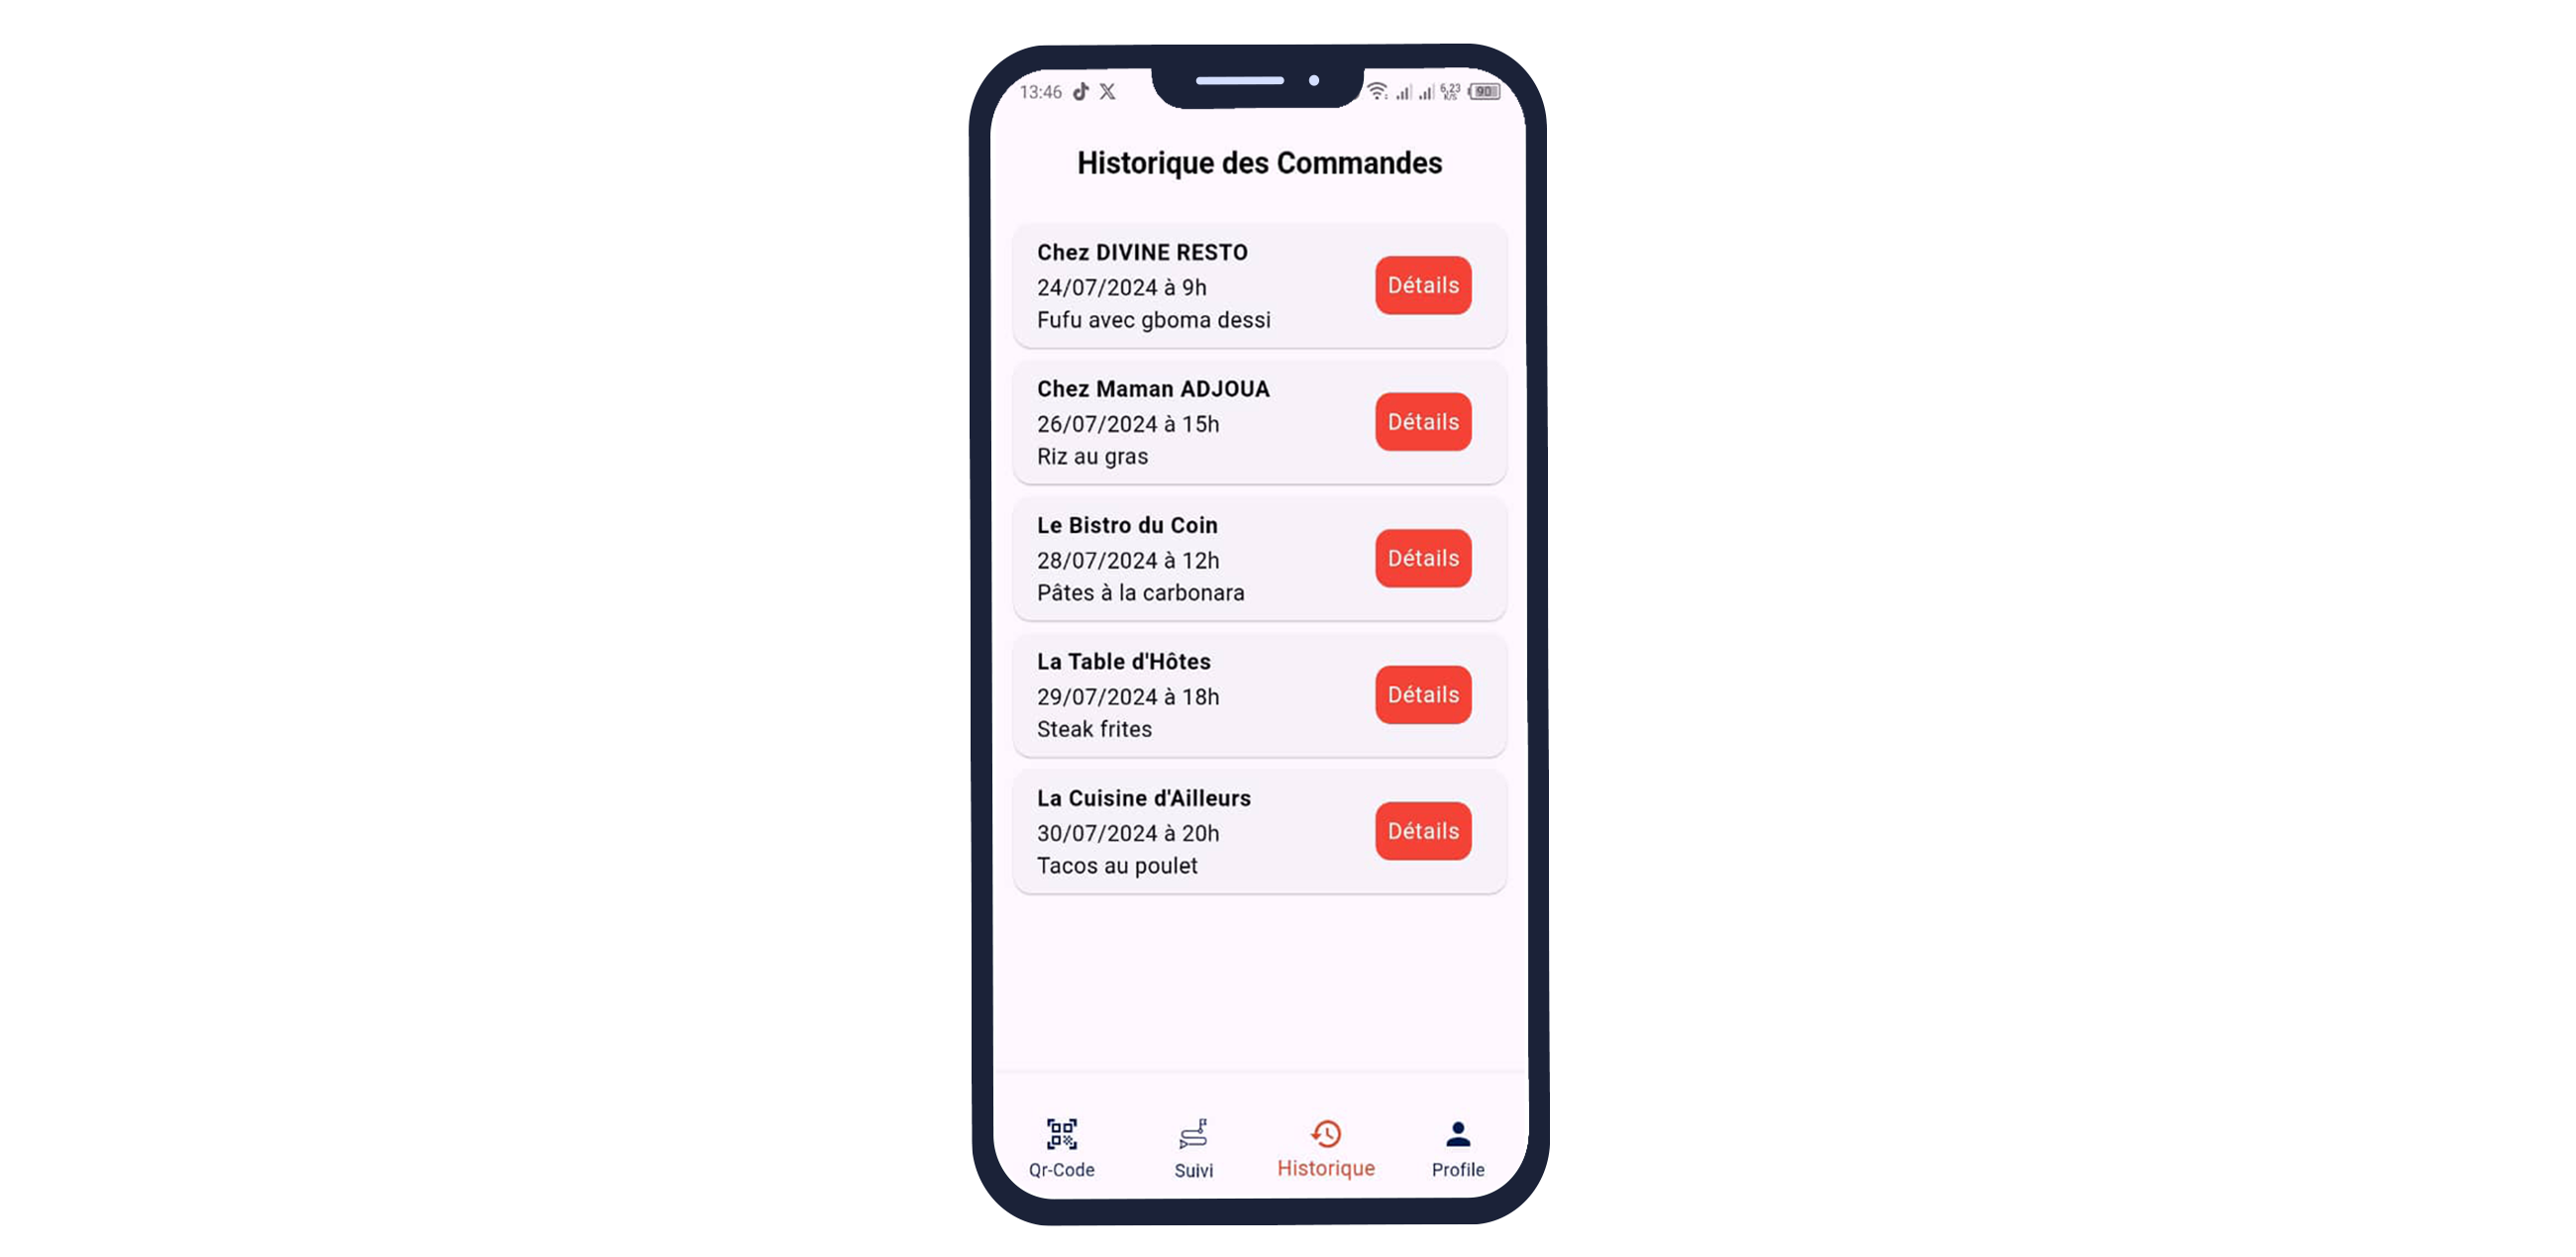 13:46
6,23
K/S
90
Historique des Commandes
Chez DIVINE RESTO
24/07/2024 à 9h
Fufu avec gboma dessi
Détails
Chez Maman ADJOUA
26/07/2024 à 15h
Riz au gras
Détails
Le Bistro du Coin
28/07/2024 à 12h
Pâtes à la carbonara
Détails
La Table d'Hôtes
29/07/2024 à 18h
Steak frites
Détails
La Cuisine d'Ailleurs
30/07/2024 à 20h
Tacos au poulet
Détails
Qr-Code
Suivi
Historique
Profile